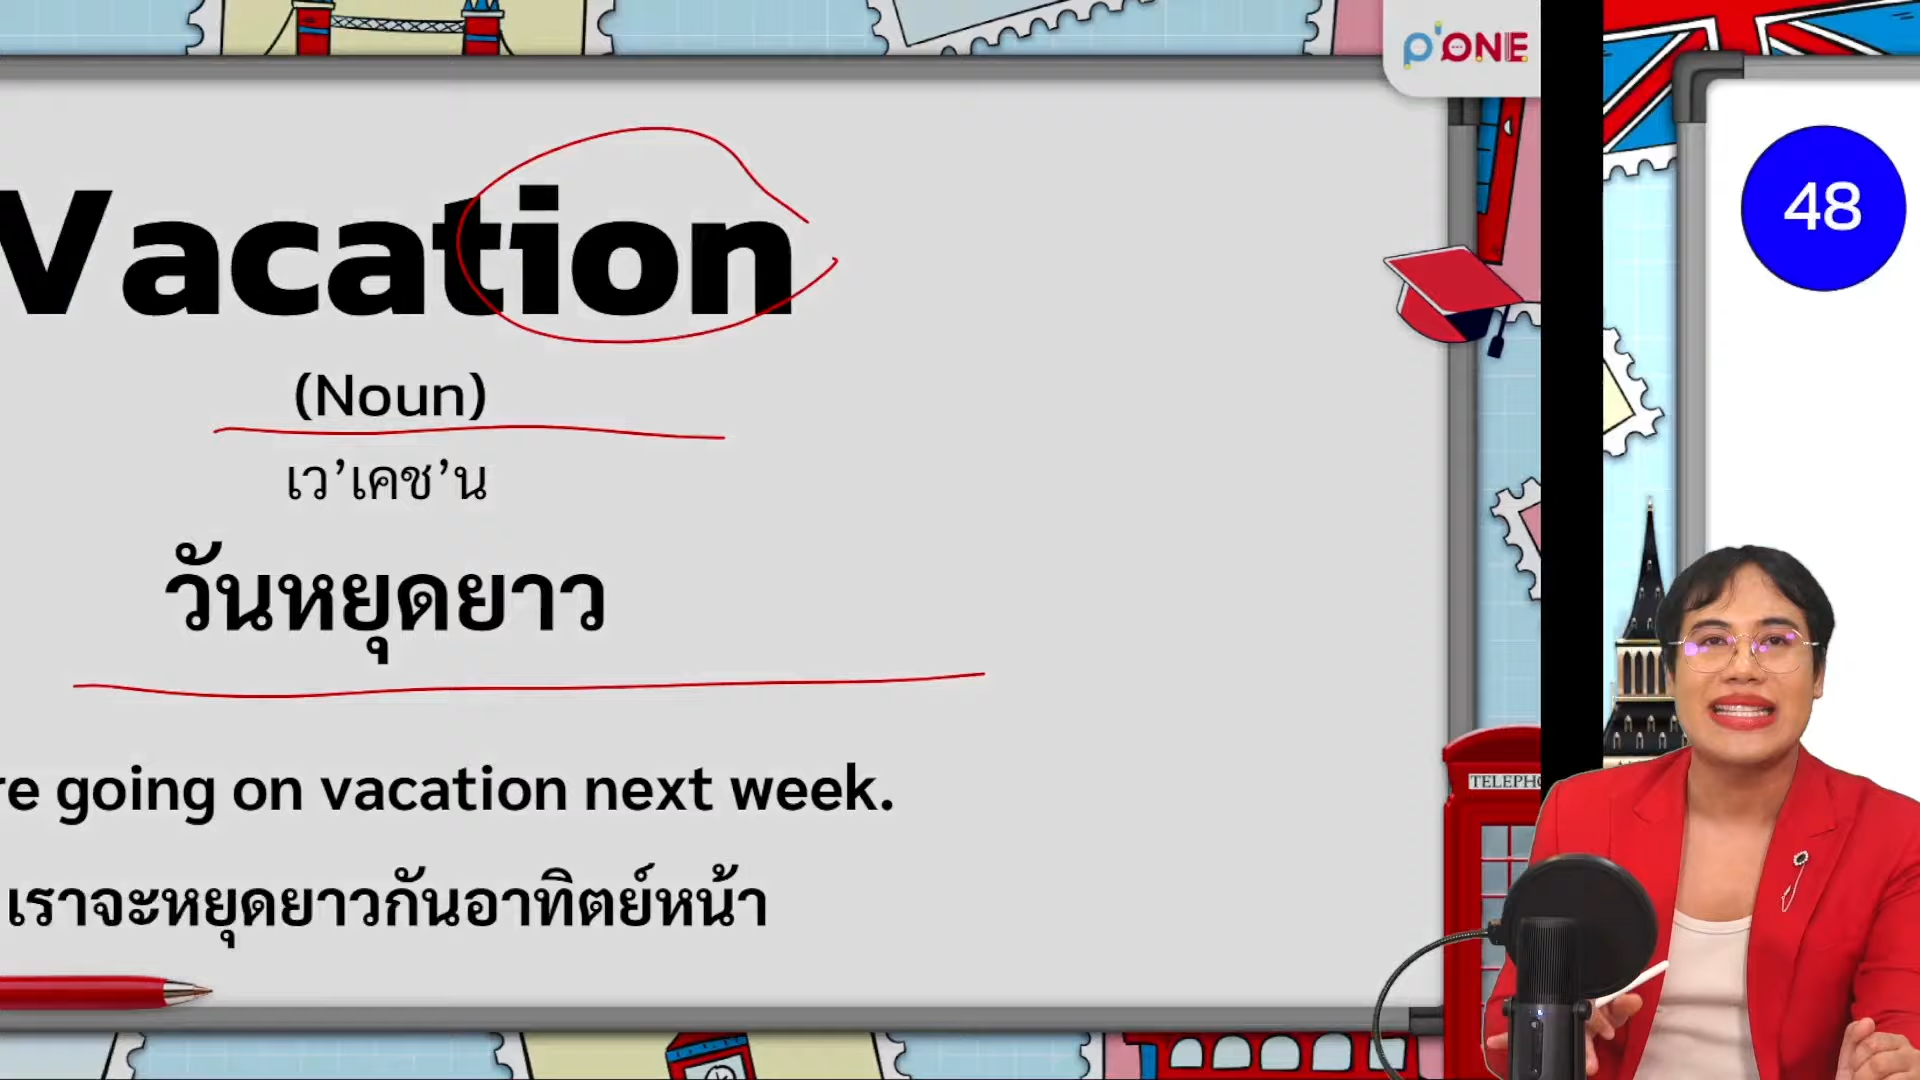 P'ONE
48
Vacation
(Noun)
เว’เคช’น
วันหยุดยาว
re going on vacation next week.
เราจะหยุดยาวกันอาทิตย์หน้า
TELEPHO